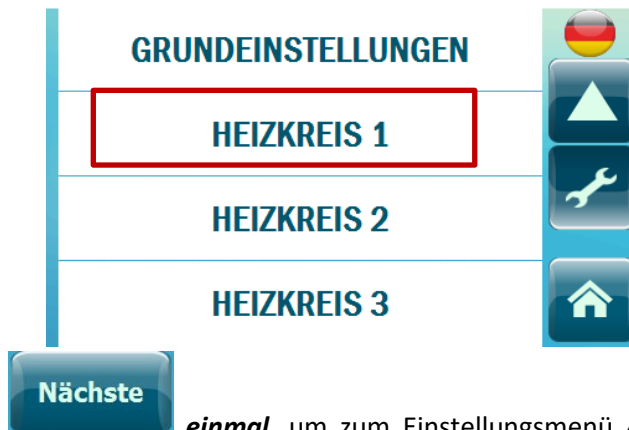 GRUNDEINSTELLUNGEN
HEIZKREIS 1
HEIZKREIS 2
HEIZKREIS 3
Nächste
einmal, um zum Einstellungsmenü